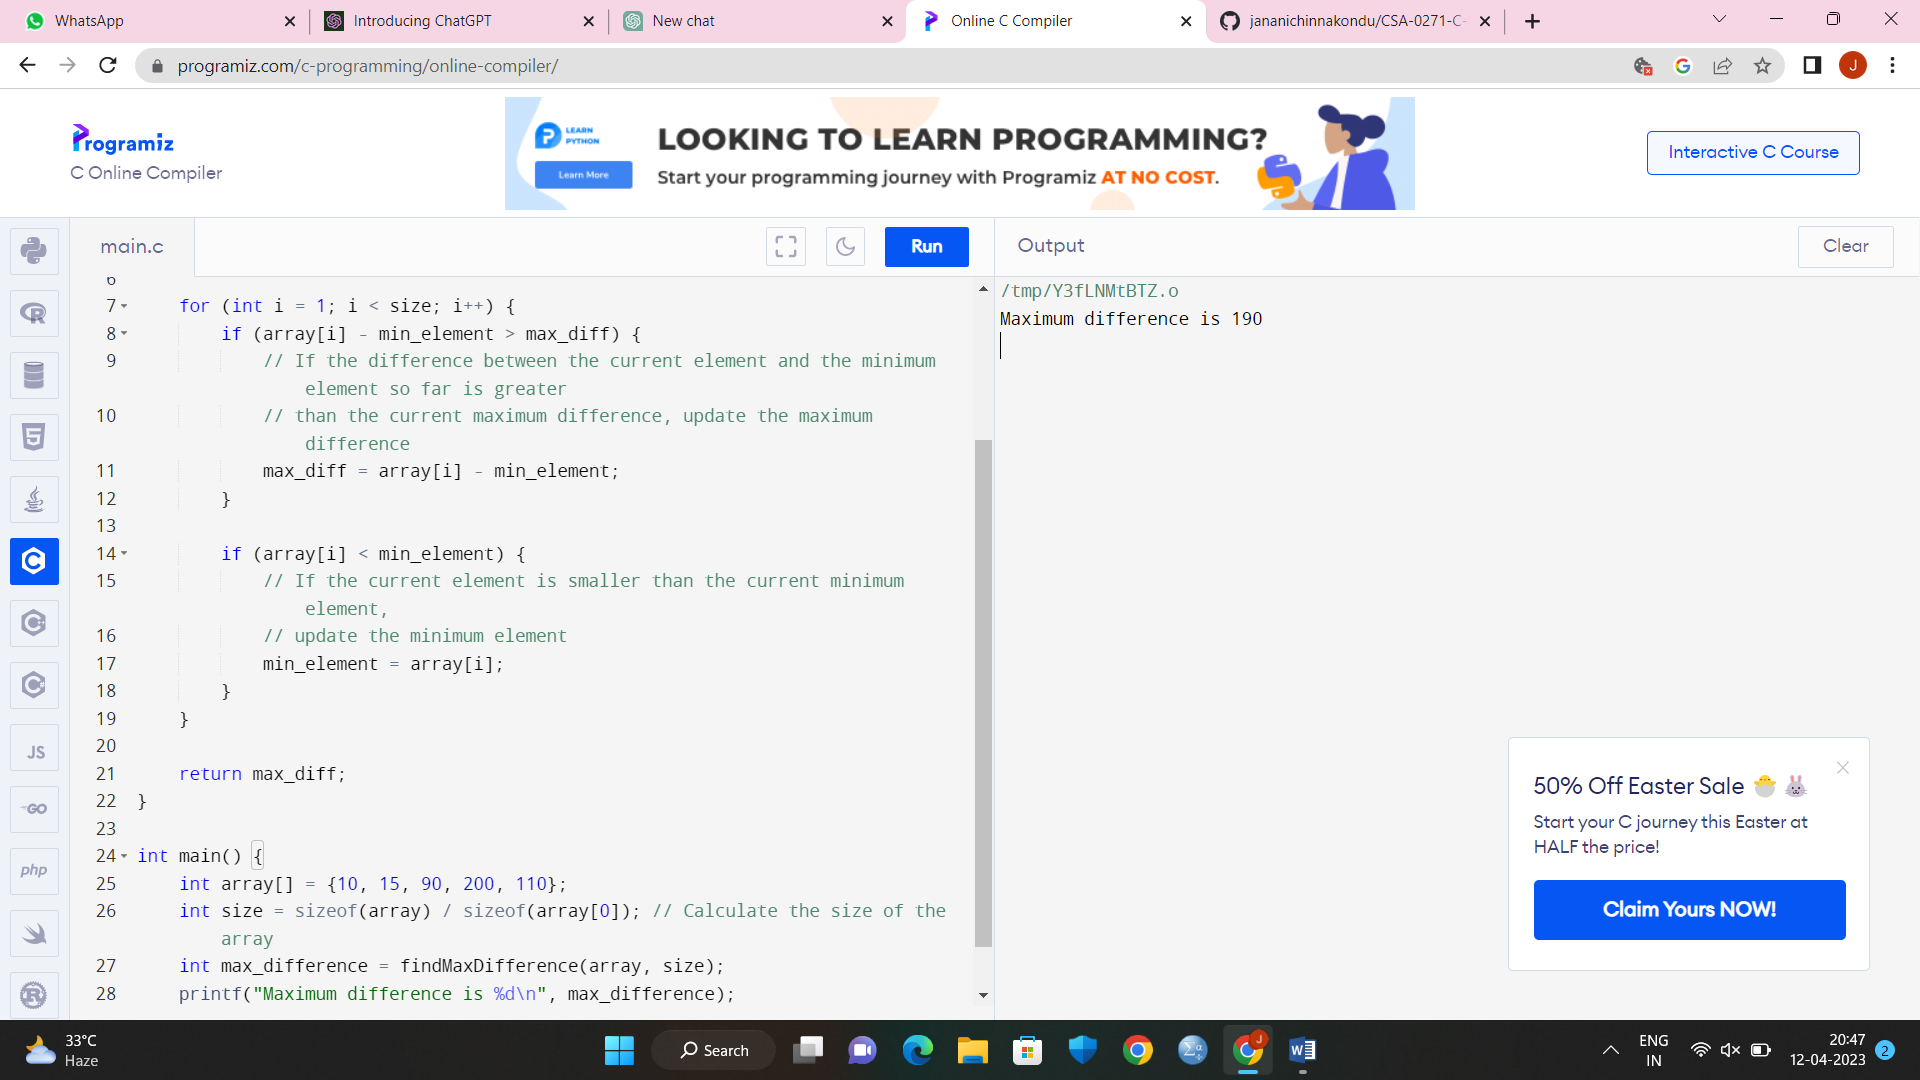 WhatsApp
Introducing ChatGPT
New chat
Online C Compiler
jananichinnakondu/CSA-0271-C-
programiz.com/c-programming/online-compiler/
J
Programiz
C Online Compiler
LEARN
PYTHON
Learn More
LOOKING TO LEARN PROGRAMMING?
Start your programming journey with Programiz AT NO COST.
Interactive C Course
main.c
Run
Output
Clear
6
7 for (int i = 1; i < size; i++) {
8 if (array[i] - min_element > max_diff) {
9 // If the difference between the current element and the minimum
element so far is greater
10 // than the current maximum difference, update the maximum
difference
11 max_diff = array[i] - min_element;
12 }
13
14 if (array[i] < min_element) {
15 // If the current element is smaller than the current minimum
element,
16 // update the minimum element
17 min_element = array[i];
18 }
19 }
20
21 return max_diff;
22 }
23
24 int main() {
25 int array[] = {10, 15, 90, 200, 110};
26 int size = sizeof(array) / sizeof(array[0]); // Calculate the size of the
array
27 int max_difference = findMaxDifference(array, size);
28 printf("Maximum difference is %d\n", max_difference);
/tmp/Y3fLNMtBTZ.o
Maximum difference is 190
JS
GO
php
50% Off Easter Sale
Start your C journey this Easter at
HALF the price!
Claim Yours NOW!
33°C
Haze
Search
J
ENG
IN
20:47
12-04-2023
2